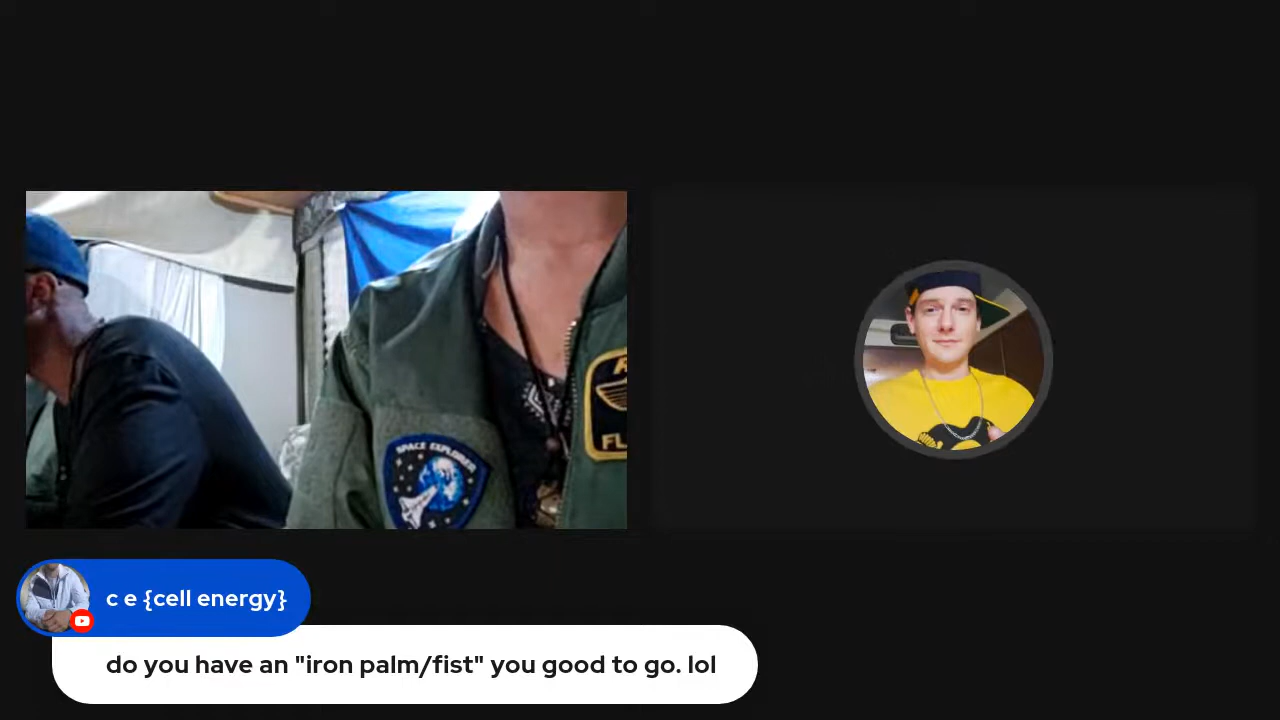 SPACE EXPLORER
c e {cell energy}
do you have an "iron palm/fist" you good to go. lol